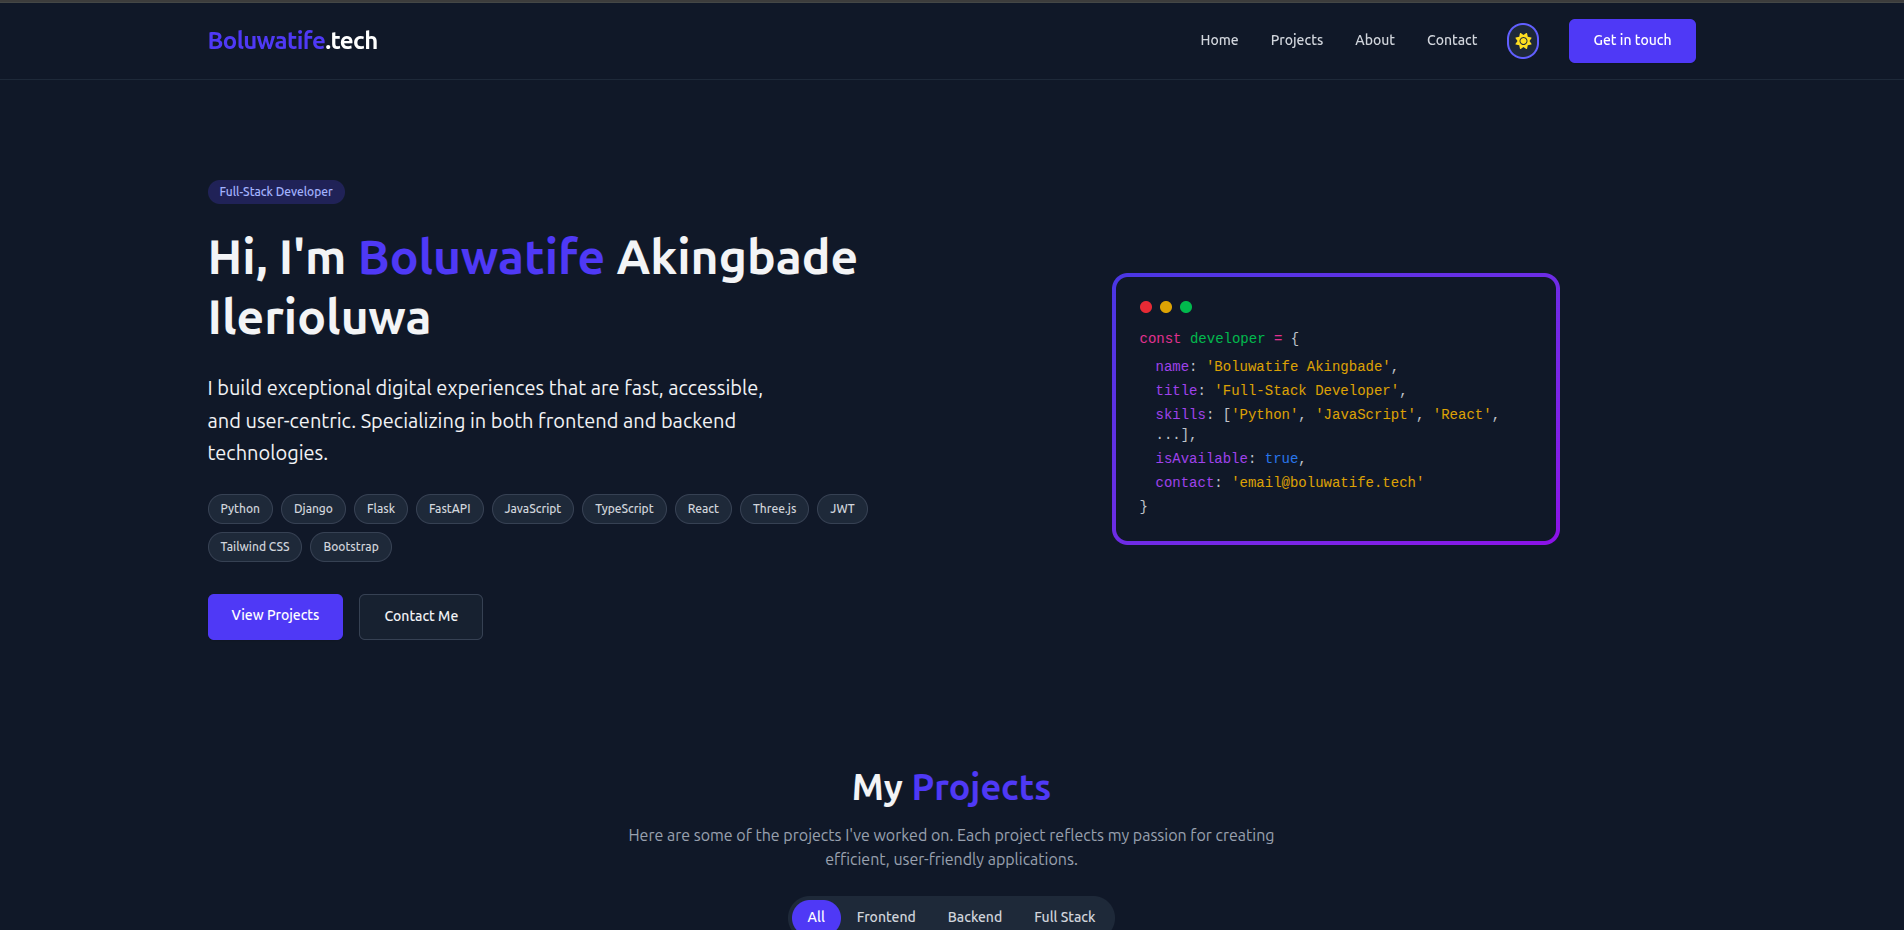 Boluwatife.tech
Home Projects About Contact Get in touch
Full-Stack Developer
Hi, I'm Boluwatife Akingbade
Ilerioluwa
I build exceptional digital experiences that are fast, accessible,
and user-centric. Specializing in both frontend and backend
technologies.
Python Django Flask FastAPI JavaScript TypeScript React Three.js JWT
Tailwind CSS Bootstrap
View Projects Contact Me
const developer = {
name: 'Boluwatife Akingbade',
title: 'Full-Stack Developer',
skills: ['Python', 'JavaScript', 'React',
...],
isAvailable: true,
contact: 'email@boluwatife.tech'
}
My Projects
Here are some of the projects I've worked on. Each project reflects my passion for creating
efficient, user-friendly applications.
All Frontend Backend Full Stack